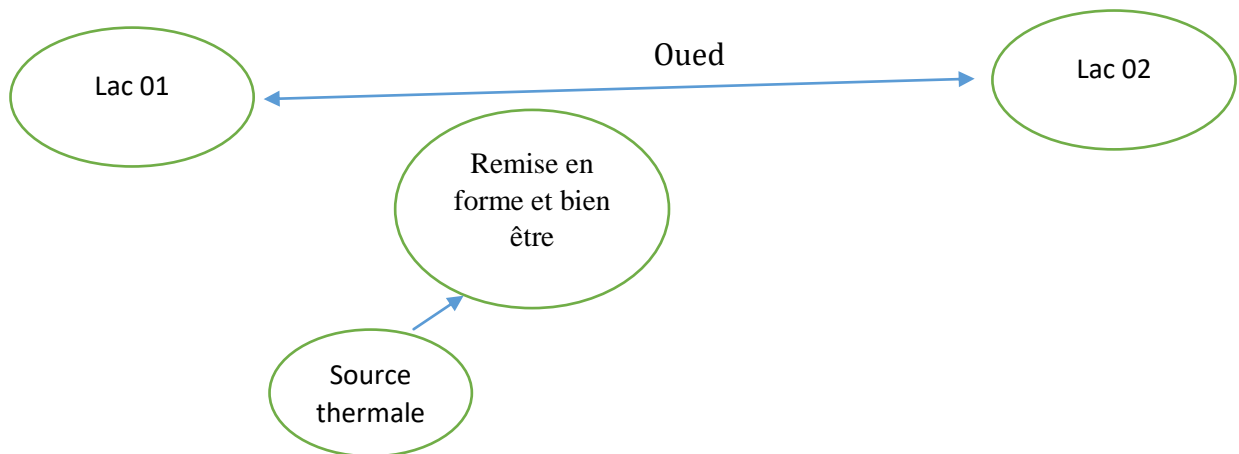 Oued
Lac 01
Lac 02
Remise en
forme et bien
être
Source
thermale